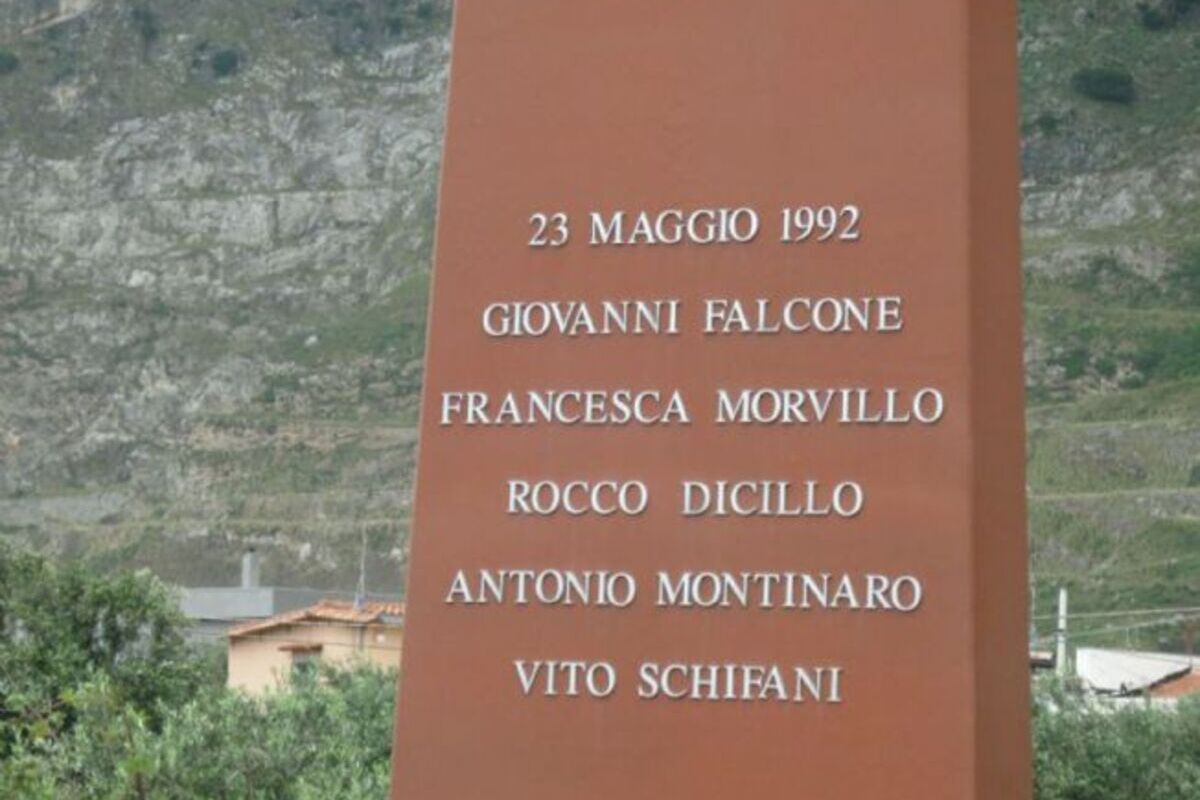 23 MAGGIO 1992
GIOVANNI FALCONE
FRANCESCA MORVILLO
ROCCO DICILLO
ANTONIO MONTINARO
VITO SCHIFANI